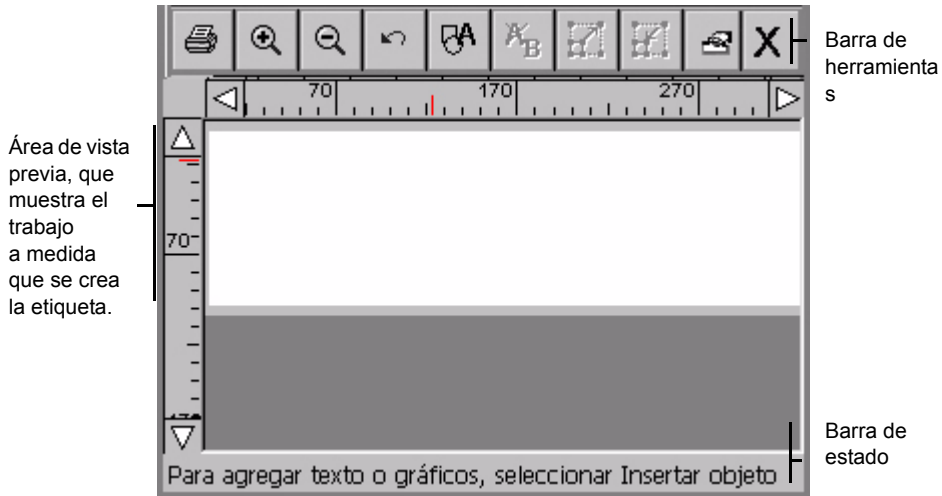 A
A
B
X
Barra de
herramienta
s
70
170
270
Área de vista
previa, que
muestra el
trabajo
a medida
que se crea
la etiqueta.
70
Barra de
estado
Para agregar texto o gráficos, seleccionar Insertar objeto